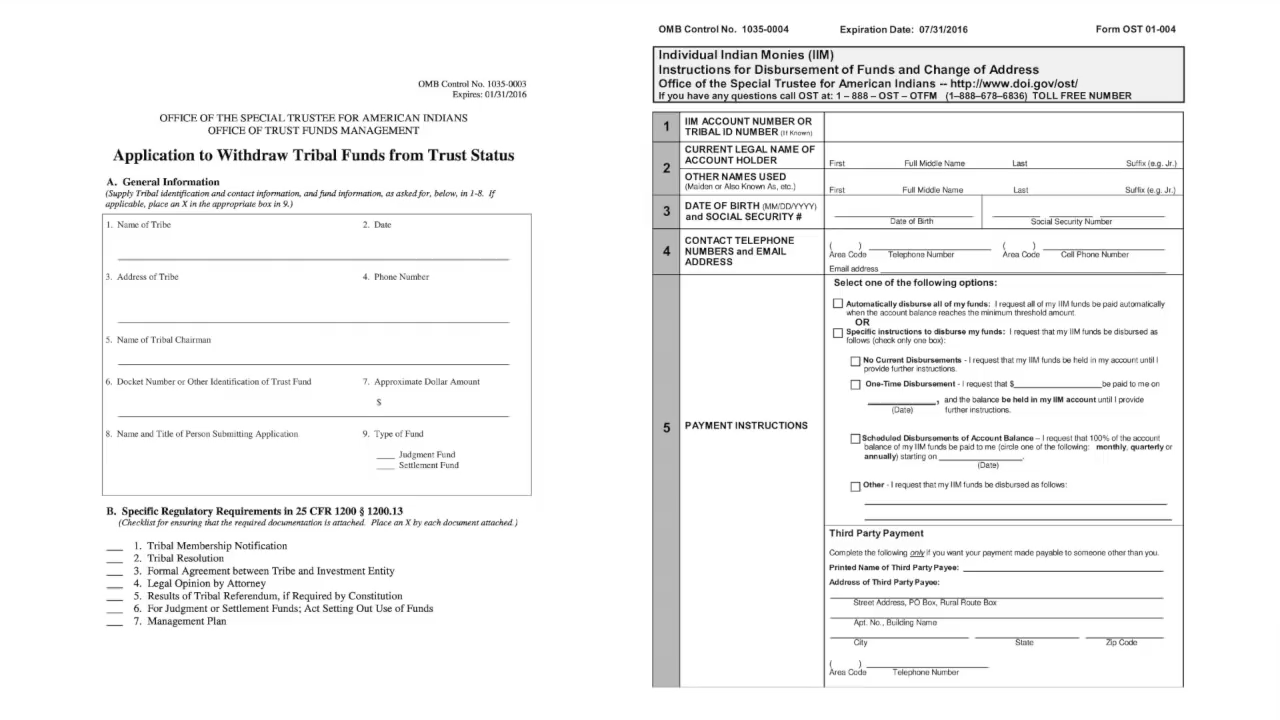 OMB Control No. 1035-0003
Expires: 01/31/2016
OFFICE OF THE SPECIAL TRUSTEE FOR AMERICAN INDIANS
OFFICE OF TRUST FUNDS MANAGEMENT
Application to Withdraw Tribal Funds from Trust Status
A. General Information
(Supply Tribal identification and contact information, and fund information, as asked for, below, in 1-8. If
applicable, place an X in the appropriate box in 9.)
1. Name of Tribe
2. Date
3. Address of Tribe
4. Phone Number
5. Name of Tribal Chairman
6. Docket Number or Other Identification of Trust Fund
7. Approximate Dollar Amount
$
8. Name and Title of Person Submitting Application
9. Type of Fund
____ Judgment Fund
____ Settlement Fund
B. Specific Regulatory Requirements in 25 CFR 1200 § 1200.13
(Checklist for ensuring that the required documentation is attached. Place an X by each document attached.)
___ 1. Tribal Membership Notification
___ 2. Tribal Resolution
___ 3. Formal Agreement between Tribe and Investment Entity
___ 4. Legal Opinion by Attorney
___ 5. Results of Tribal Referendum, if Required by Constitution
___ 6. For Judgment or Settlement Funds; Act Setting Out Use of Funds
___ 7. Management Plan
OMB Control No. 1035-0004 Expiration Date: 07/31/2016 Form OST 01-004
Individual Indian Monies (IIM)
Instructions for Disbursement of Funds and Change of Address
Office of the Special Trustee for American Indians -- http://www.doi.gov/ost/
If you have any questions call OST at: 1 – 888 – OST – OTFM (1–888–678–6836) TOLL FREE NUMBER
1
IIM ACCOUNT NUMBER OR
TRIBAL ID NUMBER (If Known)
2
CURRENT LEGAL NAME OF
ACCOUNT HOLDER
First Full Middle Name Last Suffix (e.g. Jr.)
OTHER NAMES USED
(Maiden or Also Known As, etc.)
First Full Middle Name Last Suffix (e.g. Jr.)
3
DATE OF BIRTH (MM/DD/YYYY)
and SOCIAL SECURITY #
Date of Birth Social Security Number
4
CONTACT TELEPHONE
NUMBERS and EMAIL
ADDRESS
( ) ( )
Area Code Telephone Number Area Code Cell Phone Number
Email address
5
PAYMENT INSTRUCTIONS
Select one of the following options:
Automatically disburse all of my funds: I request all of my IIM funds be paid automatically
when the account balance reaches the minimum threshold amount.
OR
Specific instructions to disburse my funds: I request that my IIM funds be disbursed as
follows (check only one box):
No Current Disbursements - I request that my IIM funds be held in my account until I
provide further instructions.
One-Time Disbursement - I request that $____________________be paid to me on
____________, and the balance be held in my IIM account until I provide
(Date) further instructions.
Scheduled Disbursements of Account Balance – I request that 100% of the account
balance of my IIM funds be paid to me (circle one of the following: monthly, quarterly or
annually) starting on ________________.
(Date)
Other - I request that my IIM funds be disbursed as follows:
Third Party Payment
Complete the following only if you want your payment made payable to someone other than you.
Printed Name of Third Party Payee:
Address of Third Party Payee:
Street Address, PO Box, Rural Route Box
Apt. No., Building Name
City State Zip Code
( )
Area Code Telephone Number